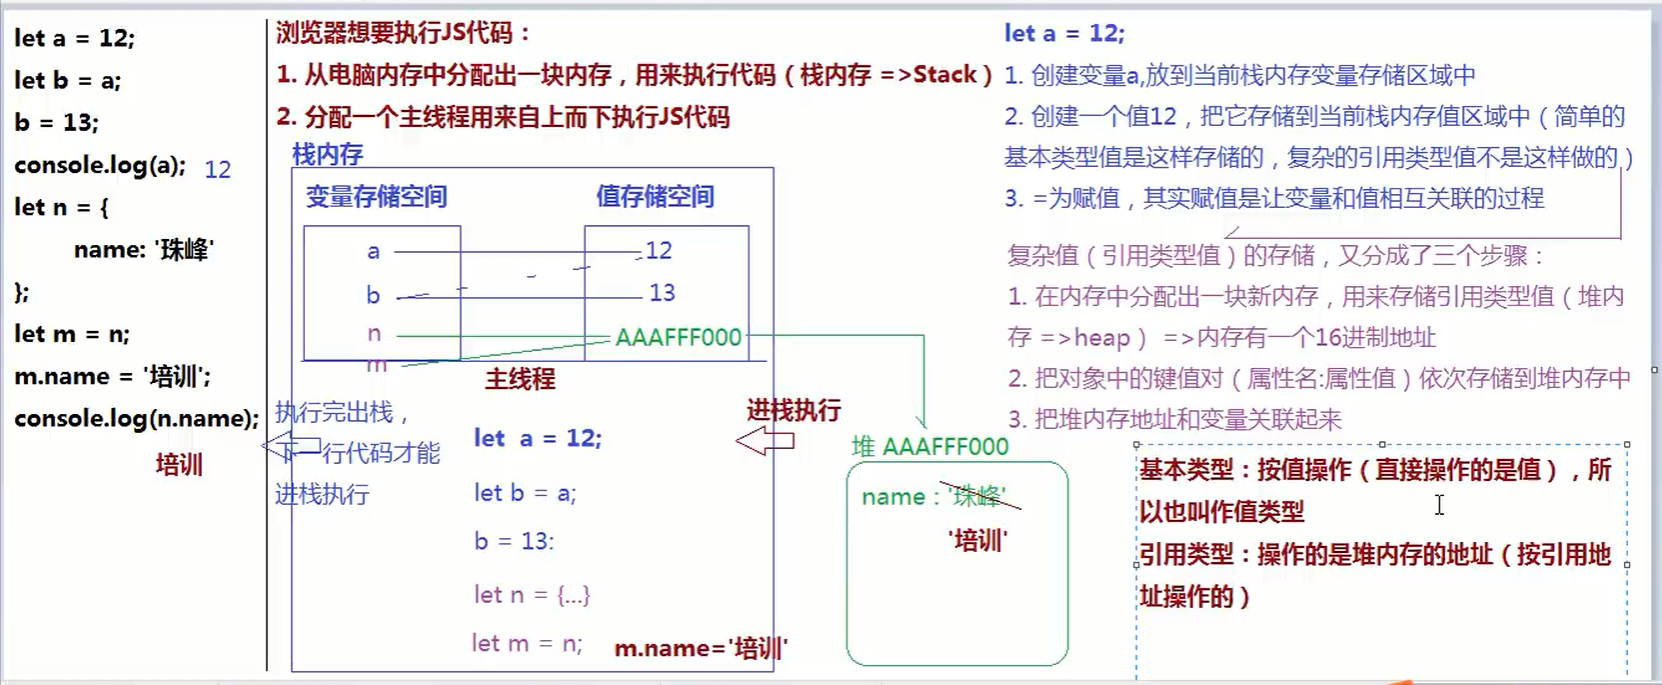 let a = 12;
let b = a;
b = 13;
console.log(a); 12
let n = {
name: '珠峰'
};
let m = n;
m.name = '培训';
console.log(n.name);
培训
浏览器想要执行JS代码：
1. 从电脑内存中分配出一块内存，用来执行代码（栈内存 =>Stack）
2. 分配一个主线程用来自上而下执行JS代码
栈内存
变量存储空间
值存储空间
a
12
b
13
n
AAAFFF000
m
主线程
执行完出栈，
下一行代码才能
进栈执行
进栈执行
let a = 12;
let b = a;
b = 13:
let n = {...}
let m = n;
m.name='培训'
堆 AAAFFF000
name：'珠峰'
'培训'
let a = 12;
1. 创建变量a,放到当前栈内存变量存储区域中
2. 创建一个值12，把它存储到当前栈内存值区域中（简单的
基本类型值是这样存储的，复杂的引用类型值不是这样做的）
3. =为赋值，其实赋值是让变量和值相互关联的过程
复杂值（引用类型值）的存储，又分成了三个步骤：
1. 在内存中分配出一块新内存，用来存储引用类型值（堆内
存 =>heap） =>内存有一个16进制地址
2. 把对象中的键值对（属性名:属性值）依次存储到堆内存中
3. 把堆内存地址和变量关联起来
基本类型：按值操作（直接操作的是值），所
以也叫作值类型
引用类型：操作的是堆内存的地址（按引用地
址操作的）